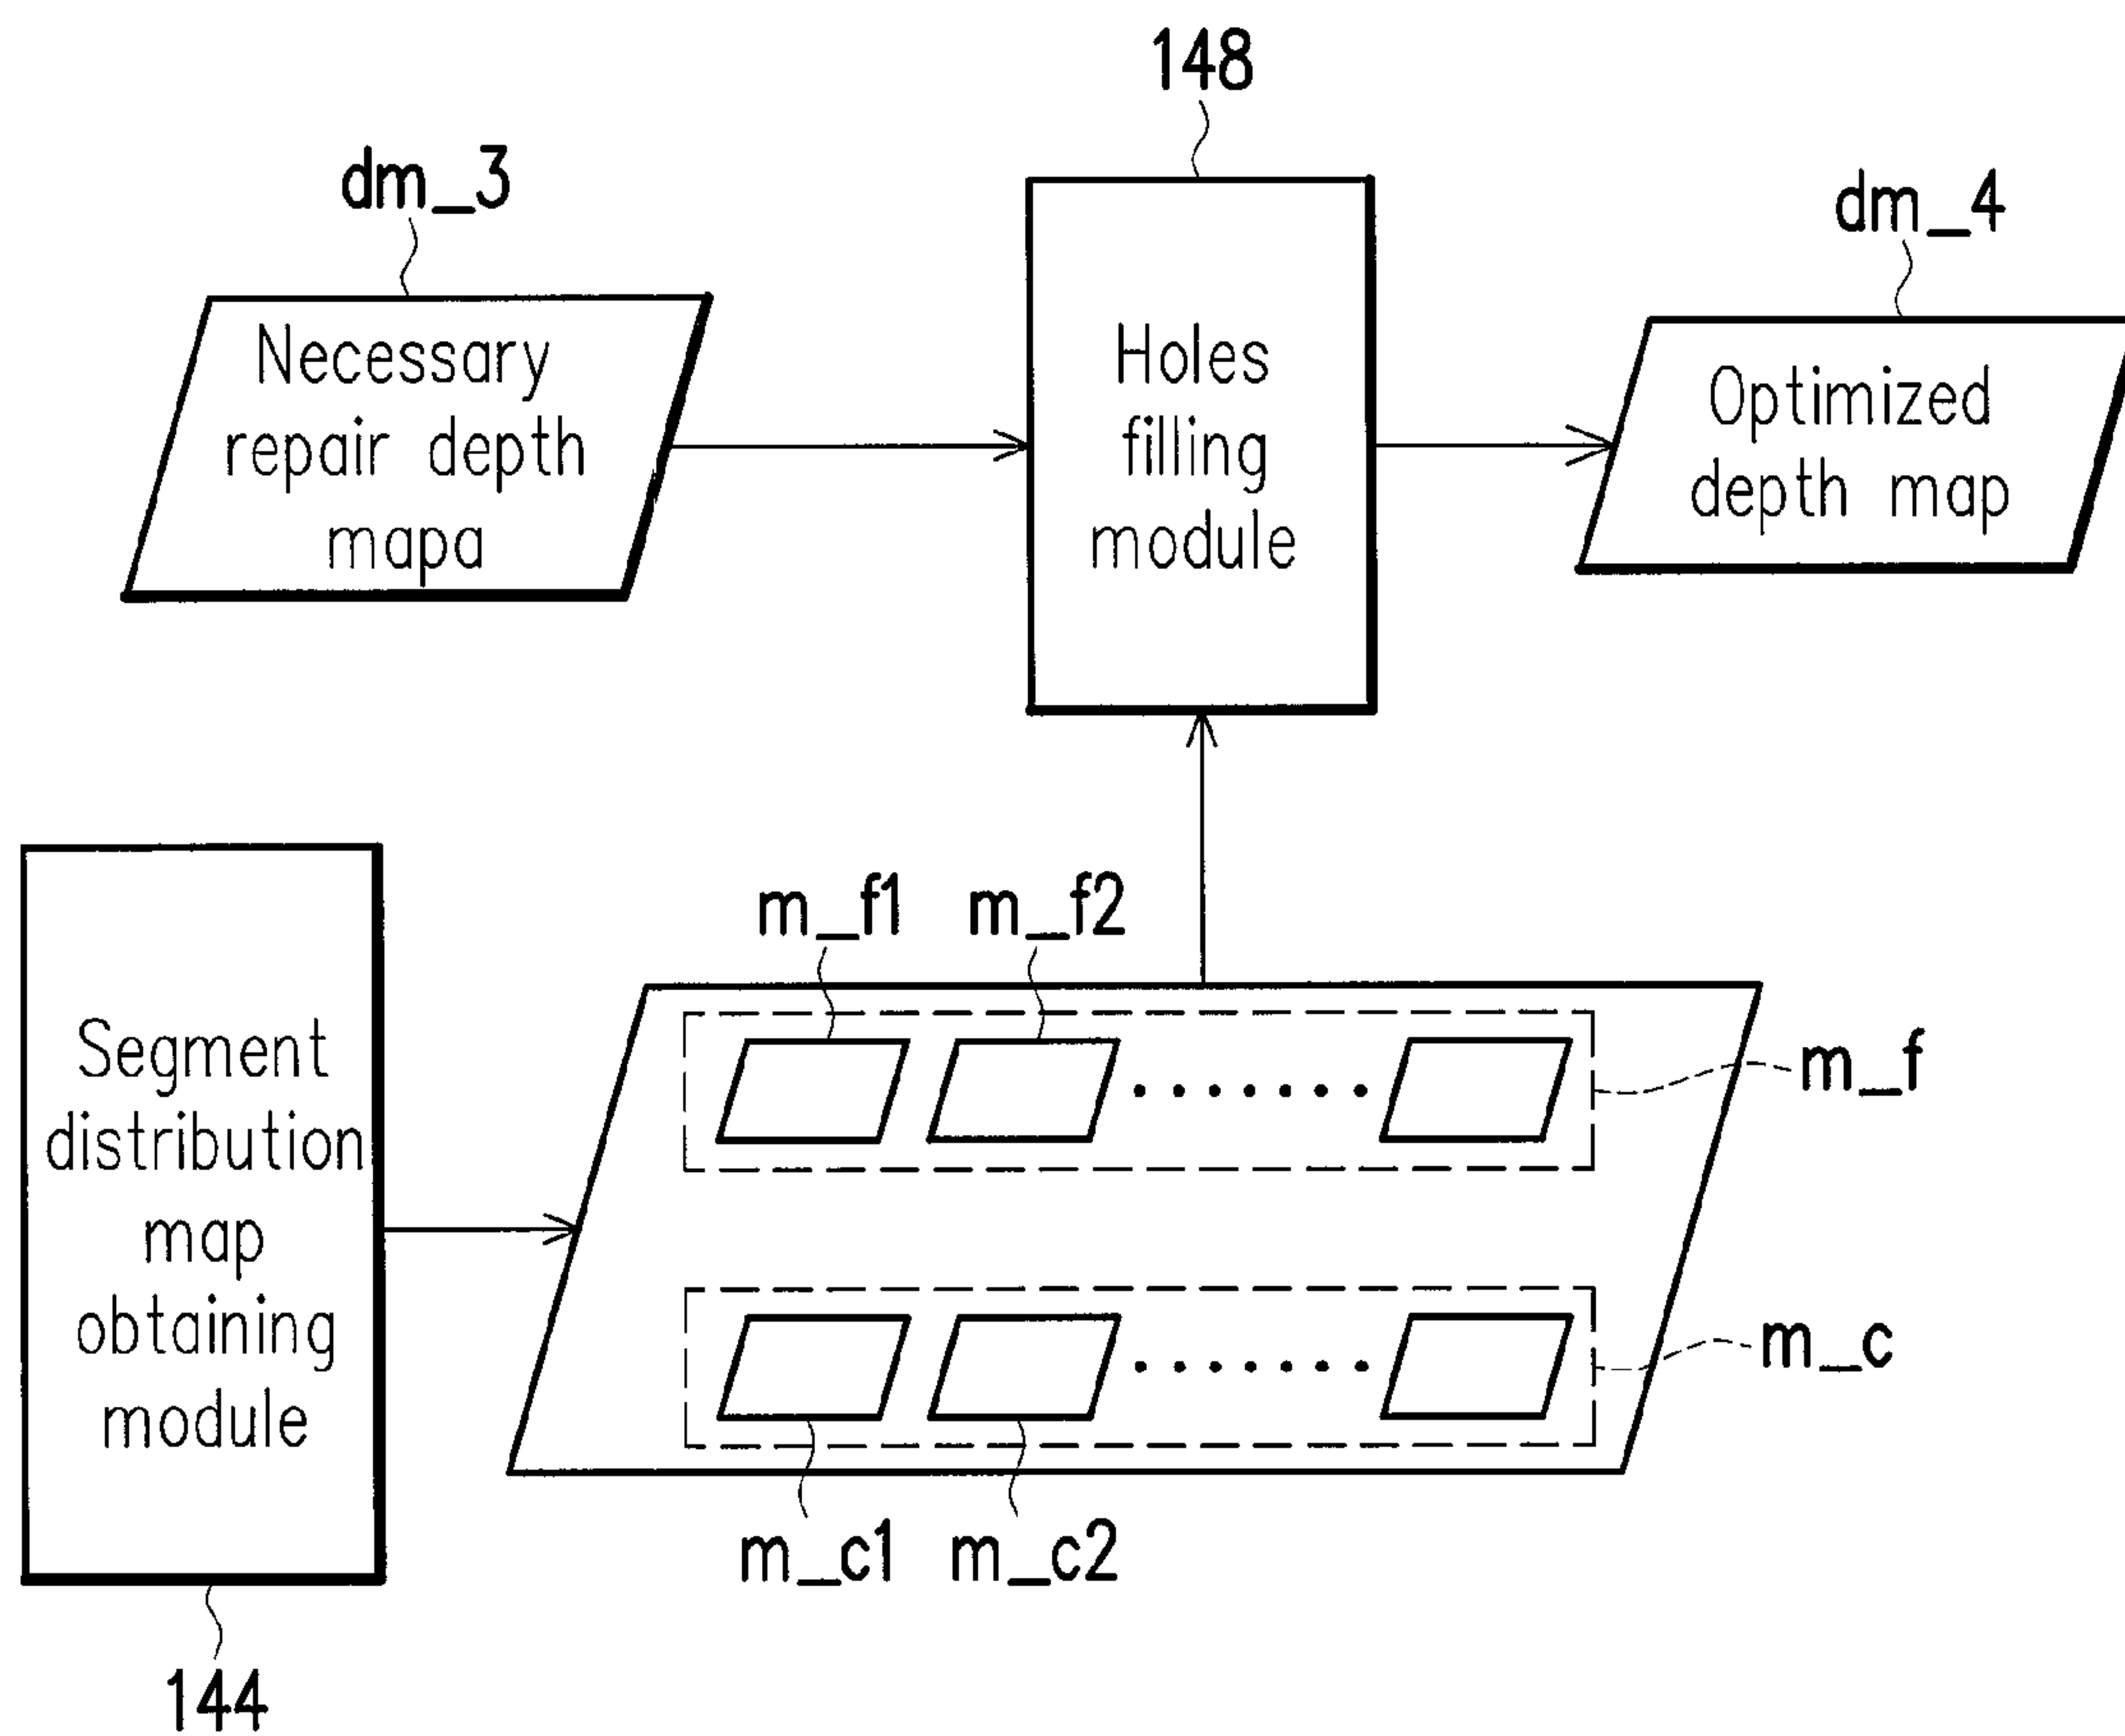 148
dm_3
dm_4
Necessary
repair depth
mapa
Holes
filling
module
Optimized
depth map
m_f1
m_f2
Segment
distribution
map
obtaining
module
m_f
m_c
m_c1
m_c2
144